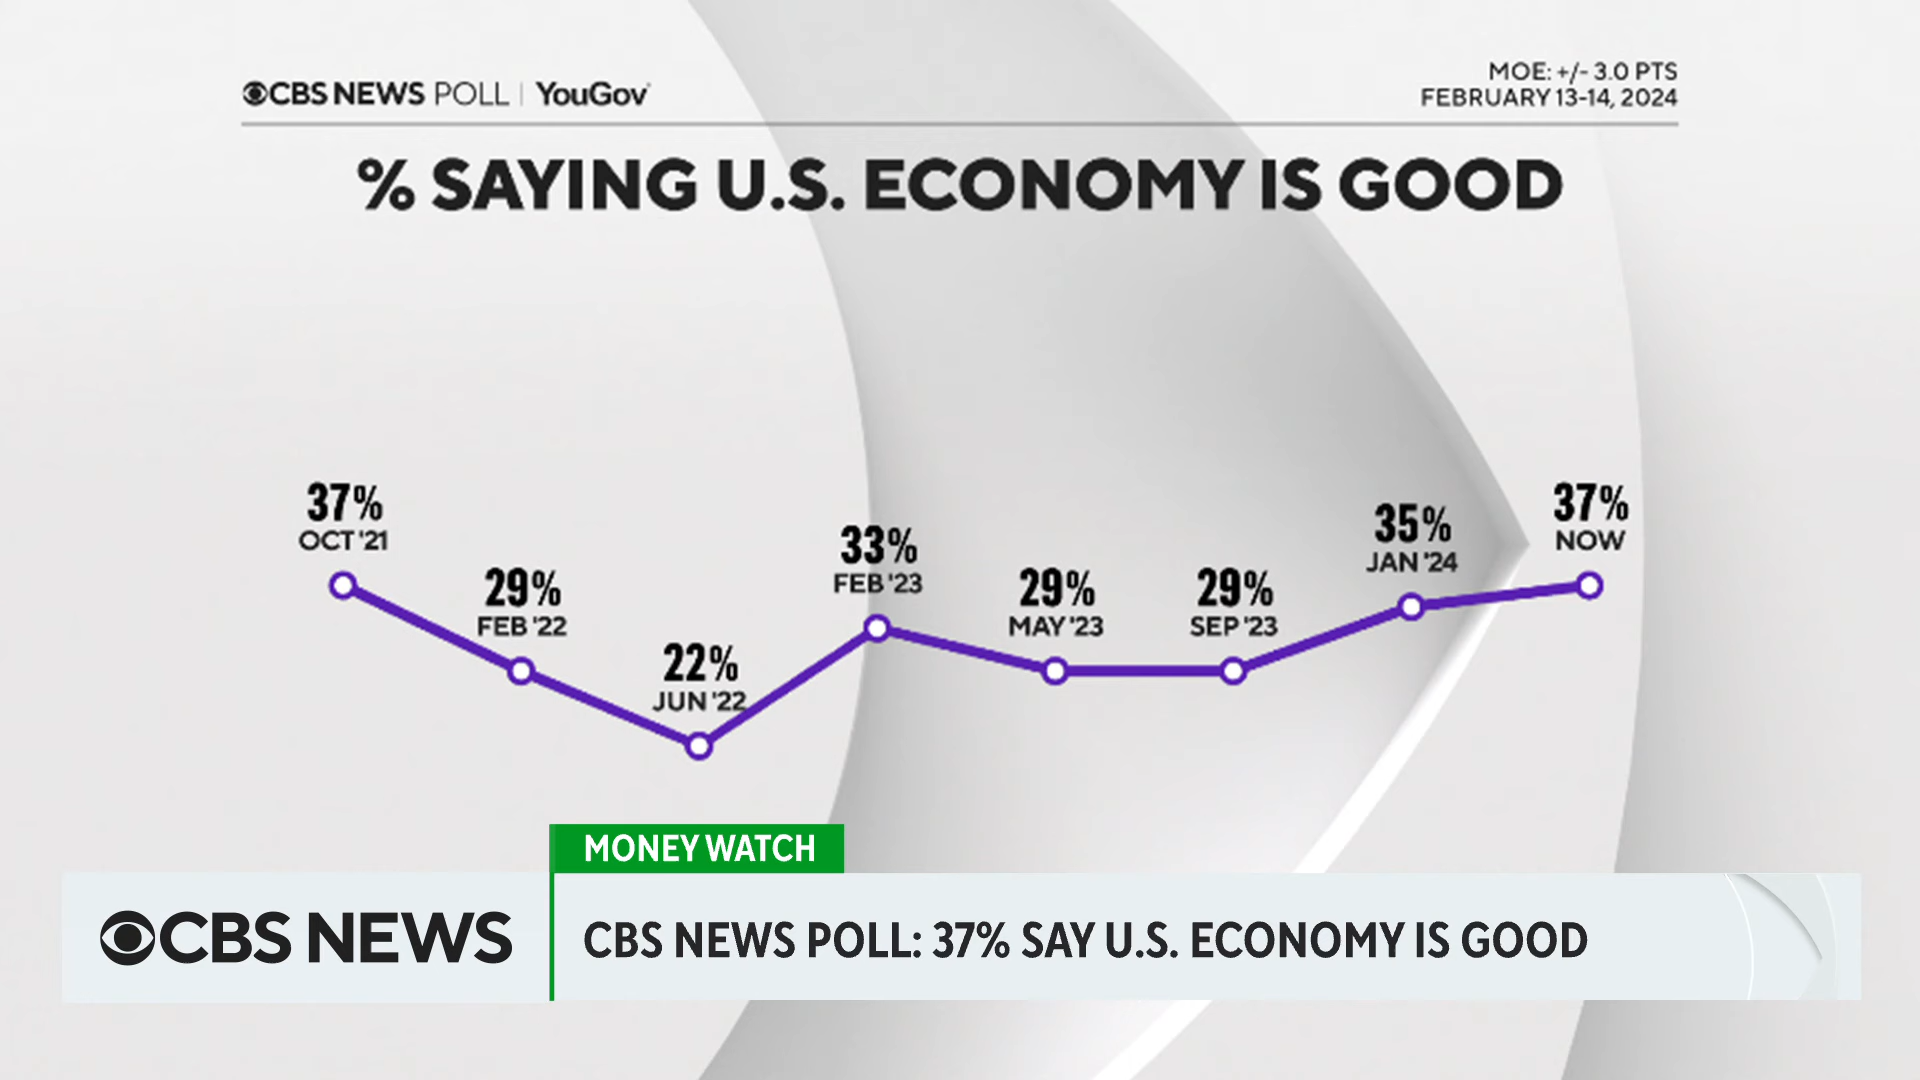 CBS NEWS POLL | YouGov
MOE: +/- 3.0 PTS
FEBRUARY 13-14, 2024
% SAYING U.S. ECONOMY IS GOOD
37%
OCT '21
29%
FEB '22
22%
JUN '22
33%
FEB '23
29%
MAY '23
29%
SEP '23
35%
JAN '24
37%
NOW
MONEY WATCH
CBS NEWS
CBS NEWS POLL: 37% SAY U.S. ECONOMY IS GOOD